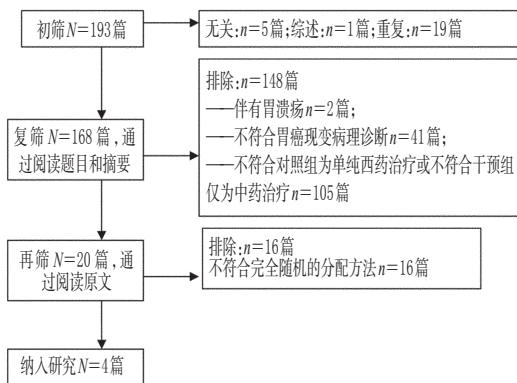 初筛N=193篇
无关:n=5篇;综述:n=1篇;重复:n=19篇
复筛N=168篇,通
过阅读题目和摘要
排除:n=148篇
——伴有胃溃疡n=2篇;
——不符合胃癌现变病理诊断n=41篇;
——不符合对照组为单纯西药治疗或不符合干预组
仅为中药治疗n=105篇
再筛N=20篇,通
过阅读原文
排除:n=16篇
不符合完全随机的分配方法n=16篇
纳入研究N=4篇